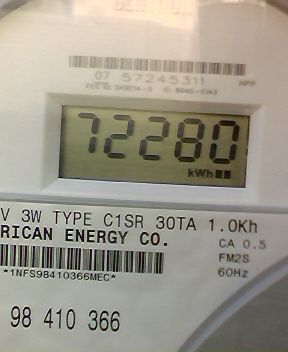 07 57245311
72280
kWh
V 3W TYPE C1SR 30TA 1.0Kh
RICAN ENERGY CO.
CA 0.5
FM2S
*1NFS98410366MEC*
60Hz
98 410 366